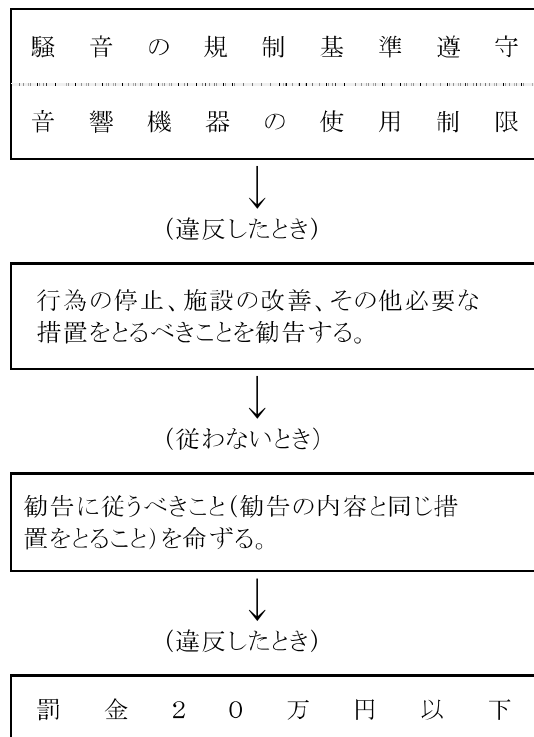 騒音の規制基準遵守
音響機器の使用制限
(違反したとき)
行為の停止、施設の改善、その他必要な
措置をとるべきことを勧告する。
(従わないとき)
勧告に従うべきこと(勧告の内容と同じ措
置をとること)を命ずる。
(違反したとき)
罰金20万円以下